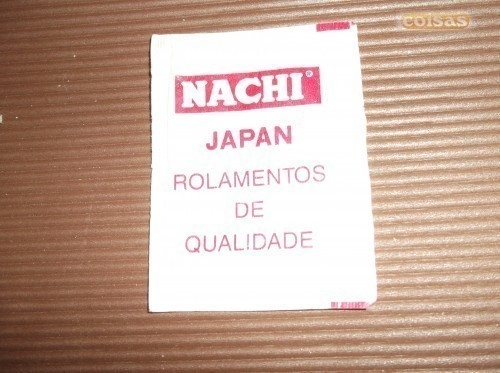 coisas
NACHI®
JAPAN
ROLAMENTOS
DE
QUALIDADE